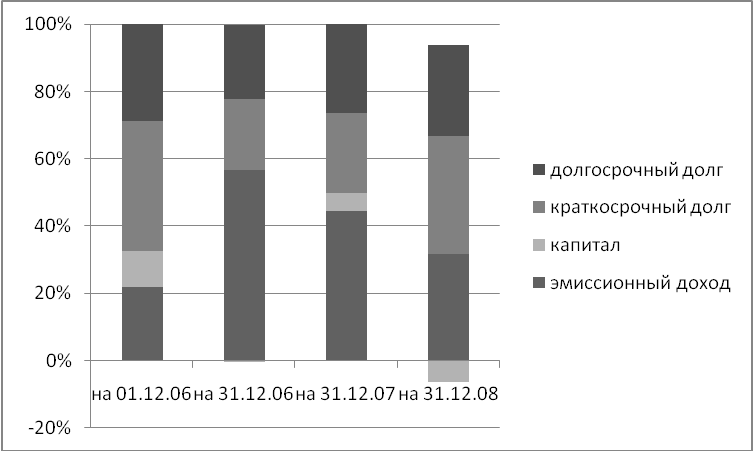 100%
80%
60%
40%
20%
0%
-20%
на 01.12.06 на 31.12.06 на 31.12.07 на 31.12.08
долгосрочный долг
краткосрочный долг
капитал
эмиссионный доход